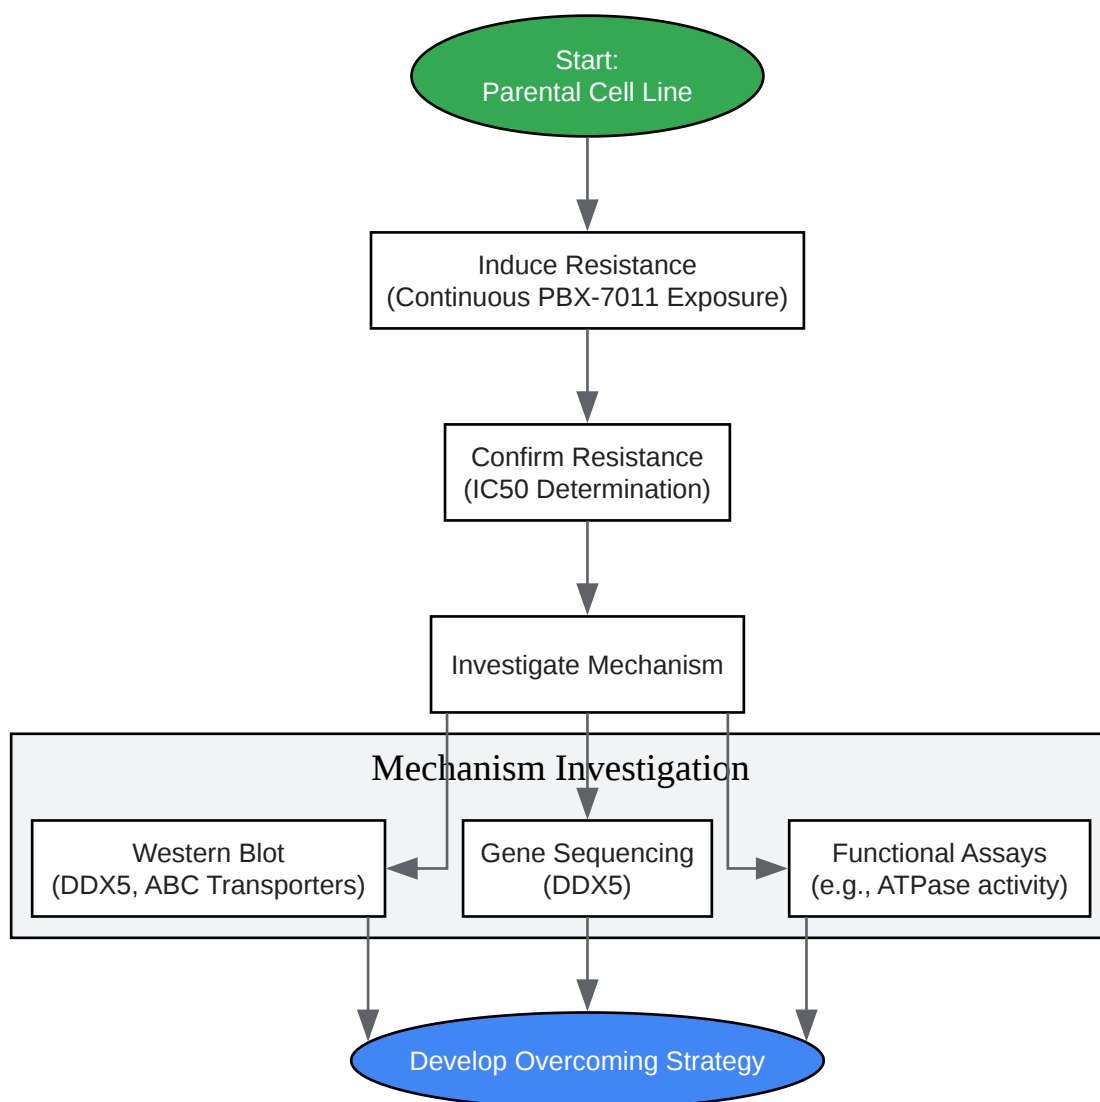 Start:
Parental Cell Line
Induce Resistance
(Continuous PBX-7011 Exposure)
Confirm Resistance
(IC50 Determination)
Investigate Mechanism
Mechanism Investigation
Western Blot
(DDX5, ABC Transporters)
Gene Sequencing
(DDX5)
Functional Assays
(e.g., ATPase activity)
Develop Overcoming Strategy